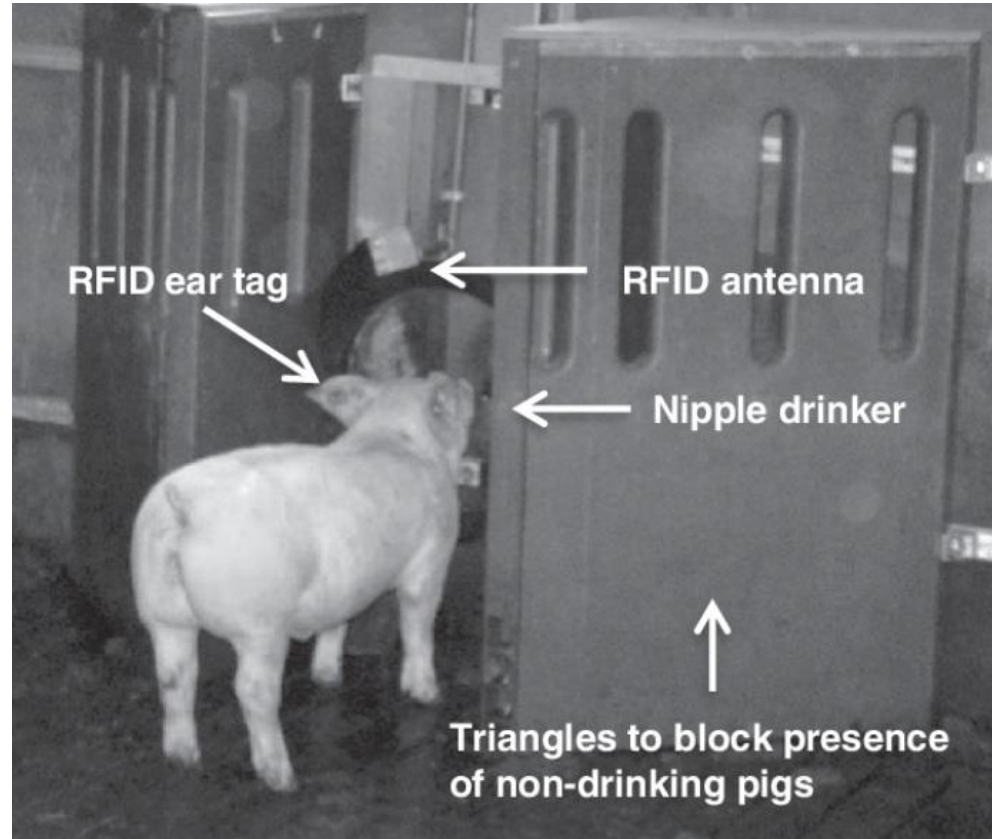 RFID ear tag
RFID antenna
Nipple drinker
Triangles to block presence
of non-drinking pigs